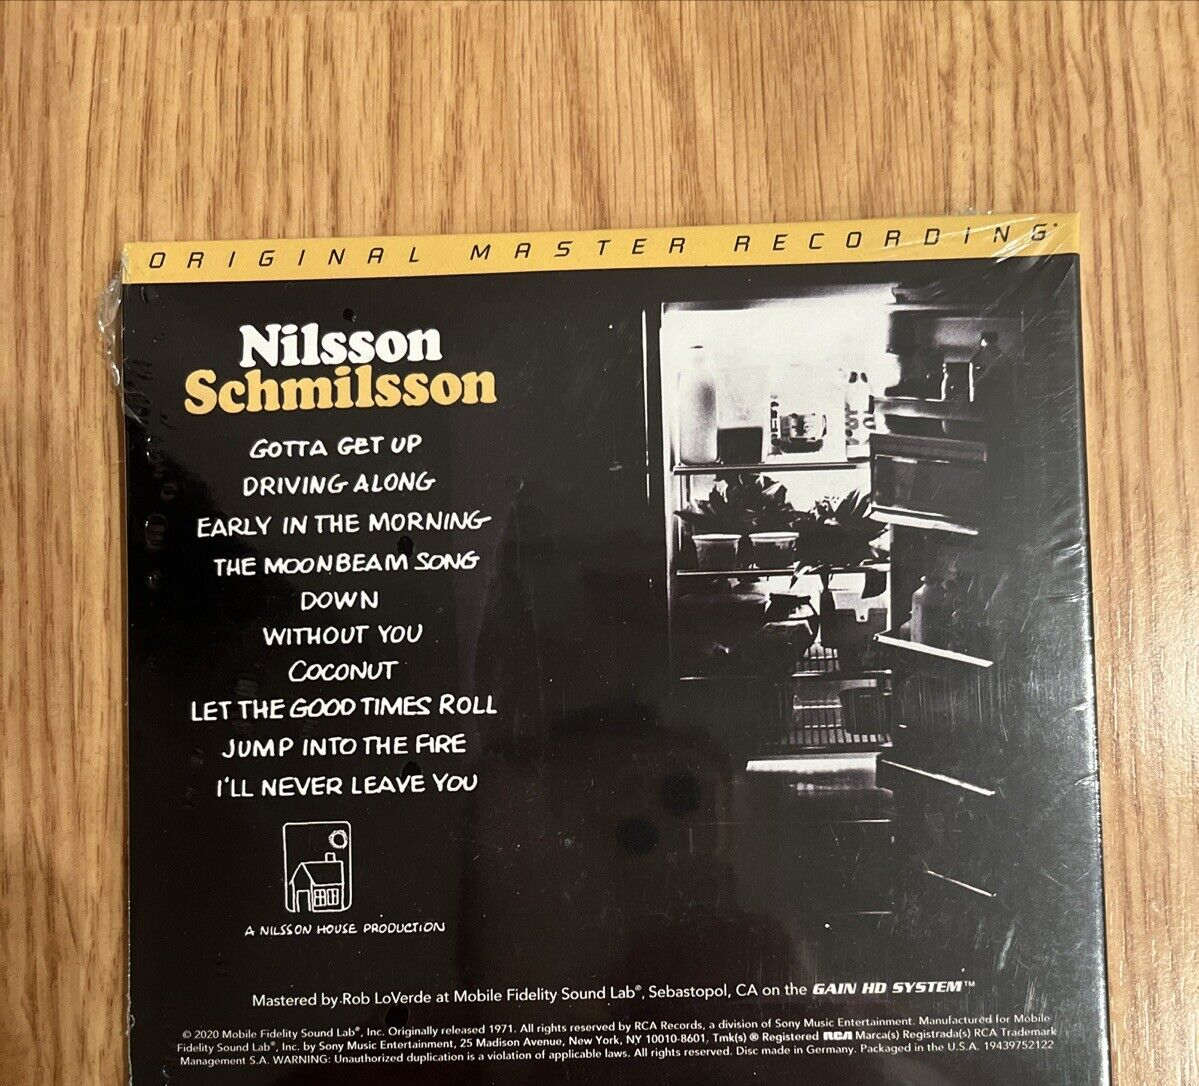 ORIGINAL MASTER RECORDING®
Nilsson
Schmilsson
GOTTA GET UP
DRIVING ALONG
EARLY IN THE MORNING
THE MOONBEAM SONG
DOWN
WITHOUT YOU
COCONUT
LET THE GOOD TIMES ROLL
JUMP INTO THE FIRE
I'LL NEVER LEAVE YOU
A NILSSON HOUSE PRODUCTION
Mastered by Rob LoVerde at Mobile Fidelity Sound Lab®, Sebastopol, CA on the GAIN HD SYSTEM™
© 2020 Mobile Fidelity Sound Lab®, Inc. Originally released 1971. All rights reserved by RCA Records, a division of Sony Music Entertainment. Manufactured for Mobile
Fidelity Sound Lab®, Inc. by Sony Music Entertainment, 25 Madison Avenue, New York, NY 10010-8601. Tmk(s) ® Registered RCA Marca(s) Registrada(s) RCA Trademark
Management S.A. WARNING: Unauthorized duplication is a violation of applicable laws. All rights reserved. Disc made in Germany. Packaged in the U.S.A. 19439752122